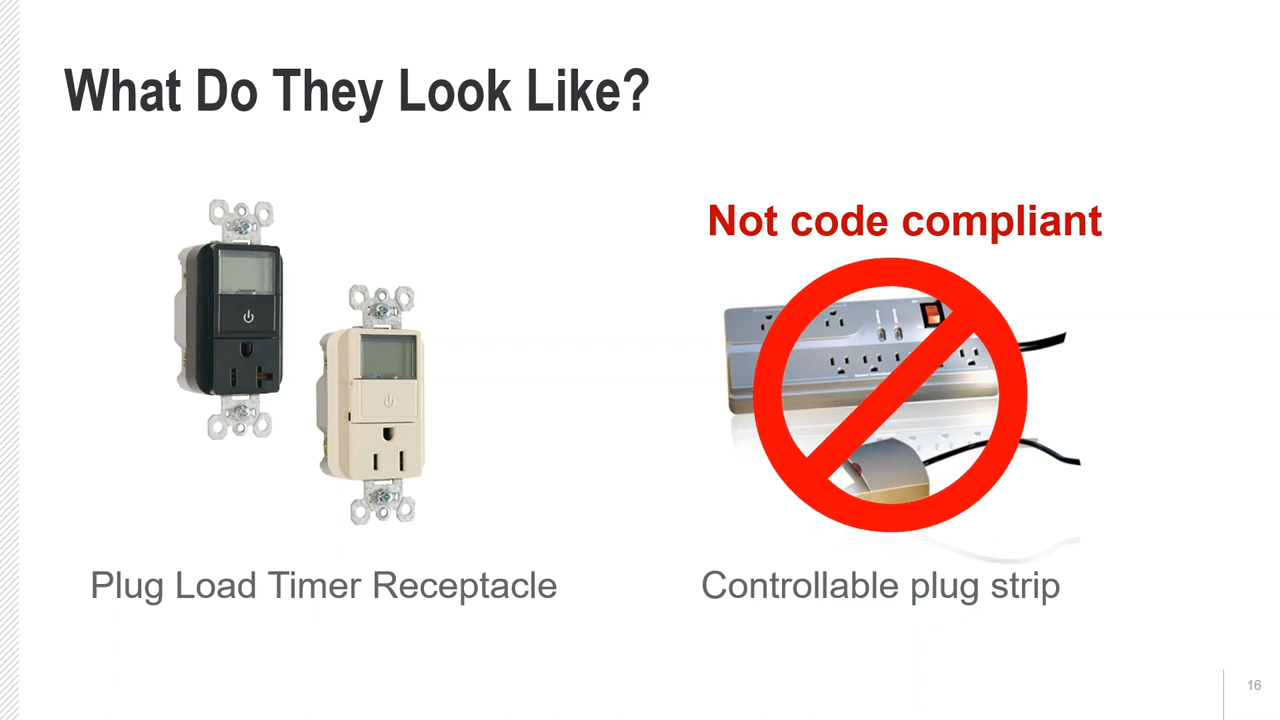 What Do They Look Like?
Not code compliant
Plug Load Timer Receptacle
Controllable plug strip
16